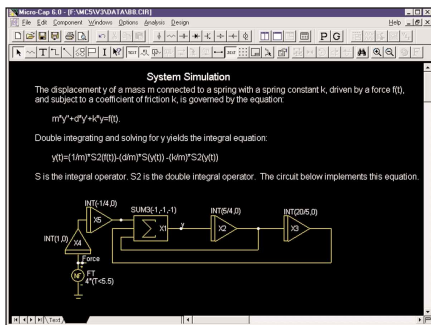 Micro-Cap 6.0 - [F:\MC5\V3\DATA\B8.CIR]
File Edit Component Windows Options Analysis Design Help
System Simulation
The displacement y of a mass m connected to a spring with a spring constant k, driven by a force f(t),
and subject to a coefficient of friction k, is governed by the equation:
m*y''+d*y'+k*y=f(t).
Double integrating and solving for y yields the integral equation:
y(t)=(1/m)*S2(f(t))-(d/m)*S(y(t)) -(k/m)*S2(y(t))
S is the integral operator. S2 is the double integral operator. The circuit below implements this equation.
INT(-1/4,0)
X5
SUM3(-1,-1,-1)
X1
y
INT(5/4,0)
X2
INT(20/5,0)
X3
INT(1,0)
X4
Force
NF
FT
4*(T<5.5)
Text